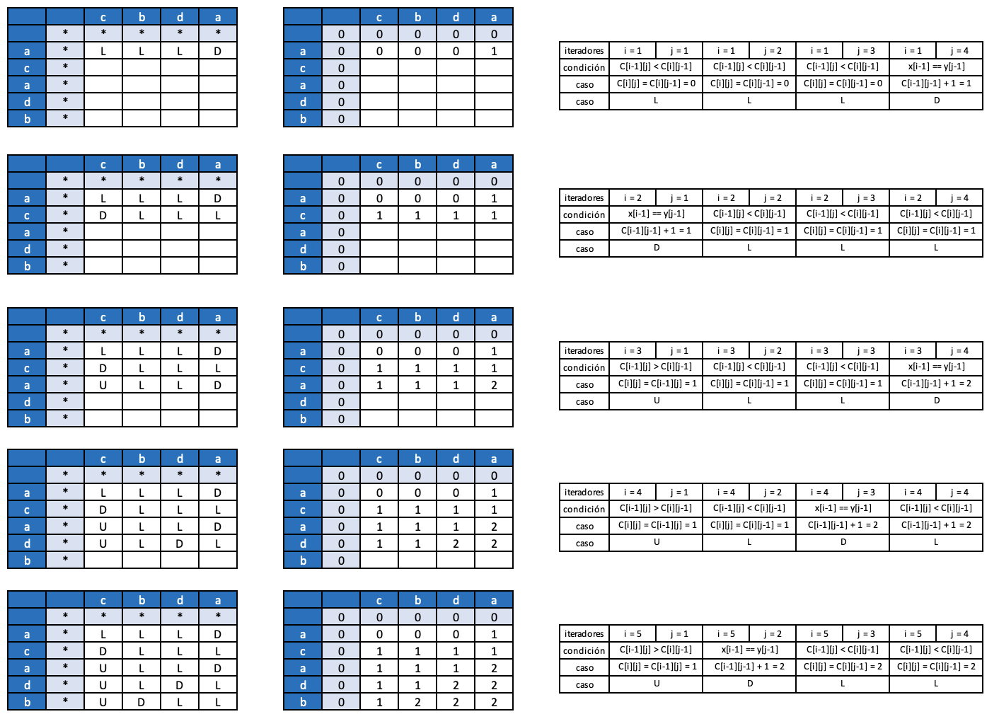 c b d a c b d a
* * * * * 0 0 0 0 0
a * L L L D a 0 0 0 0 1 iteradores i = 1 j = 1 i = 1 j = 2 i = 1 j = 3 i = 1 j = 4
c * c 0 condición C[i-1][j] < C[i][j-1] C[i-1][j] < C[i][j-1] C[i-1][j] < C[i][j-1] x[i-1] == y[j-1]
a * a 0 caso C[i][j] = C[i][j-1] = 0 C[i][j] = C[i][j-1] = 0 C[i][j] = C[i][j-1] = 0 C[i-1][j-1] + 1 = 1
d * d 0 caso L L L D
b * b 0
c b d a c b d a
* * * * * 0 0 0 0 0
a * L L L D a 0 0 0 0 1 iteradores i = 2 j = 1 i = 2 j = 2 i = 2 j = 3 i = 2 j = 4
c * D L L L c 0 1 1 1 1 condición x[i-1] == y[j-1] C[i-1][j] < C[i][j-1] C[i-1][j] < C[i][j-1] C[i-1][j] < C[i][j-1]
a * a 0 caso C[i-1][j-1] + 1 = 1 C[i][j] = C[i][j-1] = 1 C[i][j] = C[i][j-1] = 1 C[i][j] = C[i][j-1] = 1
d * d 0 caso D L L L
b * b 0
c b d a c b d a
* * * * * 0 0 0 0 0
a * L L L D a 0 0 0 0 1 iteradores i = 3 j = 1 i = 3 j = 2 i = 3 j = 3 i = 3 j = 4
c * D L L L c 0 1 1 1 1 condición C[i-1][j] > C[i][j-1] C[i-1][j] < C[i][j-1] C[i-1][j] < C[i][j-1] x[i-1] == y[j-1]
a * U L L D a 0 1 1 1 2 caso C[i][j] = C[i-1][j] = 1 C[i][j] = C[i][j-1] = 1 C[i][j] = C[i][j-1] = 1 C[i-1][j-1] + 1 = 2
d * d 0 caso U L L D
b * b 0
c b d a c b d a
* * * * * 0 0 0 0 0
a * L L L D a 0 0 0 0 1 iteradores i = 4 j = 1 i = 4 j = 2 i = 4 j = 3 i = 4 j = 4
c * D L L L c 0 1 1 1 1 condición C[i-1][j] > C[i][j-1] C[i-1][j] < C[i][j-1] x[i-1] == y[j-1] C[i-1][j] < C[i][j-1]
a * U L L D a 0 1 1 1 2 caso C[i][j] = C[i-1][j] = 1 C[i][j] = C[i][j-1] = 1 C[i-1][j-1] + 1 = 2 C[i-1][j-1] + 1 = 2
d * U L D L d 0 1 1 2 2 caso U L D L
b * b 0
c b d a c b d a
* * * * * 0 0 0 0 0
a * L L L D a 0 0 0 0 1 iteradores i = 5 j = 1 i = 5 j = 2 i = 5 j = 3 i = 5 j = 4
c * D L L L c 0 1 1 1 1 condición C[i-1][j] > C[i][j-1] x[i-1] == y[j-1] C[i-1][j] < C[i][j-1] C[i-1][j] < C[i][j-1]
a * U L L D a 0 1 1 1 2 caso C[i][j] = C[i-1][j] = 1 C[i-1][j-1] + 1 = 2 C[i][j] = C[i][j-1] = 2 C[i][j] = C[i][j-1] = 2
d * U L D L d 0 1 1 2 2 caso U D L L
b * U D L L b 0 1 2 2 2